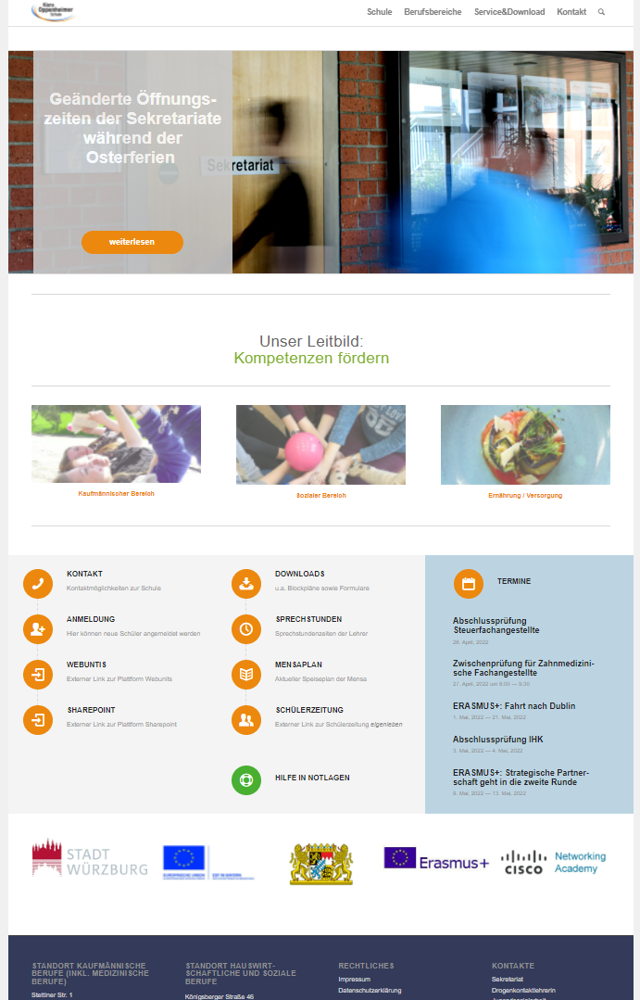 Klara
Oppenheimer
Schule
Schule Berufsbereiche Service&Download Kontakt
Geänderte Öffnungs-
zeiten der Sekretariate
während der
Osterferien
Sekretariat
weiterlesen
Unser Leitbild:
Kompetenzen fördern
Kaufmännischer Bereich
Sozialer Bereich
Ernährung / Versorgung
KONTAKT
Kontaktmöglichkeiten zur Schule
ANMELDUNG
Hier können neue Schüler angemeldet werden
WEBUNTIS
Externer Link zur Plattform Webunits
SHAREPOINT
Externer Link zur Plattform Sharepoint
DOWNLOADS
u.a. Blockpläne sowie Formulare
SPRECHSTUNDEN
Sprechstundenzeiten der Lehrer
MENSAPLAN
Aktueller Speiseplan der Mensa
SCHÜLERZEITUNG
Externer Link zur Schülerzeitung eigenleben
HILFE IN NOTLAGEN
TERMINE
Abschlussprüfung
Steuerfachangestellte
26. April, 2022
Zwischenprüfung für Zahnmedizini-
sche Fachangestellte
27. April, 2022 um 8:00 — 9:30
ERASMUS+: Fahrt nach Dublin
1. Mai, 2022 — 21. Mai, 2022
Abschlussprüfung IHK
3. Mai, 2022 — 4. Mai, 2022
ERASMUS+: Strategische Partner-
schaft geht in die zweite Runde
9. Mai, 2022 — 13. Mai, 2022
STADT
WÜRZBURG
EUROPÄISCHE UNION ESF IN BAYERN
Erasmus+
CISCO
Networking
Academy
STANDORT KAUFMÄNNISCHE
BERUFE (INKL. MEDIZINISCHE
BERUFE)
Stettiner Str. 1
STANDORT HAUSWIRT-
SCHAFTLICHE UND SOZIALE
BERUFE
Königsberger Straße 46
RECHTLICHES
Impressum
Datenschutzerklärung
KONTAKTE
Sekretariat
Drogenkontaktlehrerin